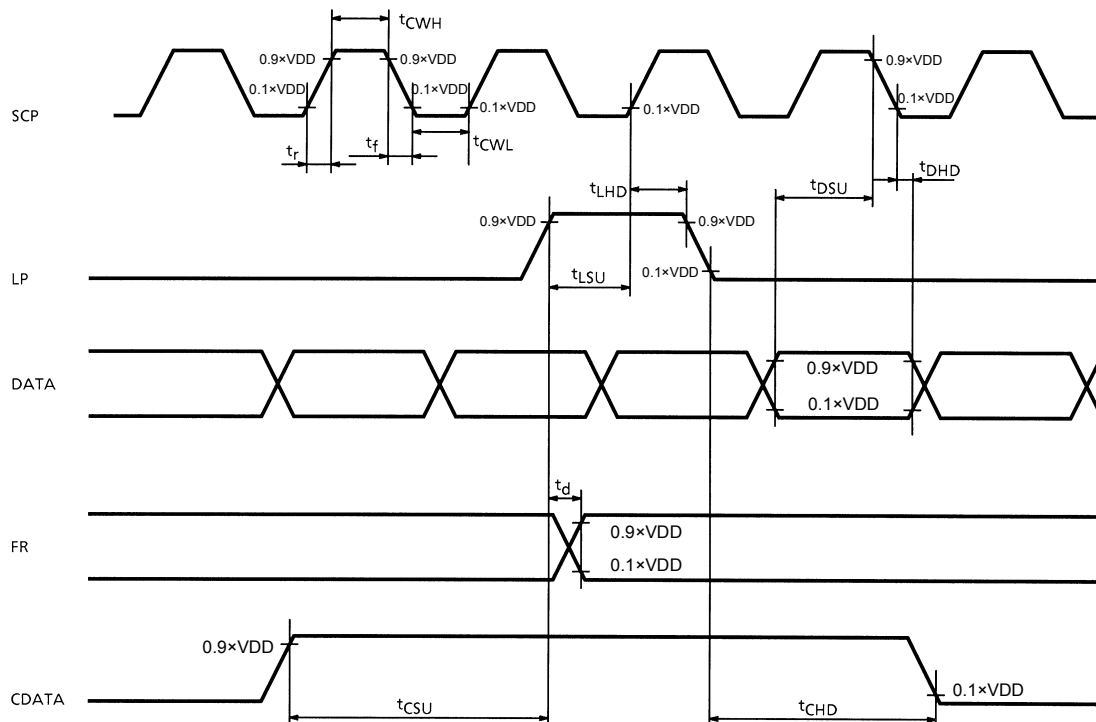 tCWH
0.9×VDD
0.9×VDD
0.9×VDD
0.1×VDD
0.1×VDD
0.1×VDD
0.1×VDD
0.1×VDD
SCP
tr
tf
tCWL
tLHD
tDSU
tDHD
0.9×VDD
0.9×VDD
LP
tLSU
0.1×VDD
DATA
0.9×VDD
0.1×VDD
td
FR
0.9×VDD
0.1×VDD
0.9×VDD
CDATA
tCSU
tCHD
0.1×VDD